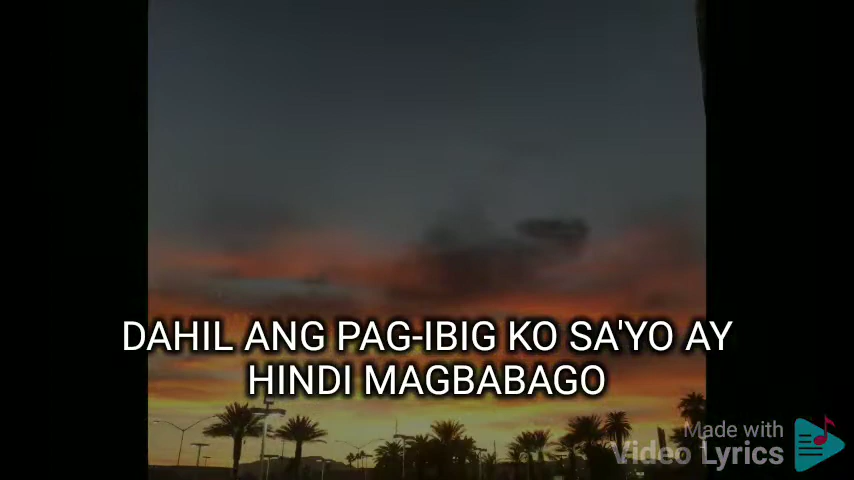 DAHIL ANG PAG-IBIG KO SA'YO AY
HINDI MAGBABAGO
Made with
Video Lyrics